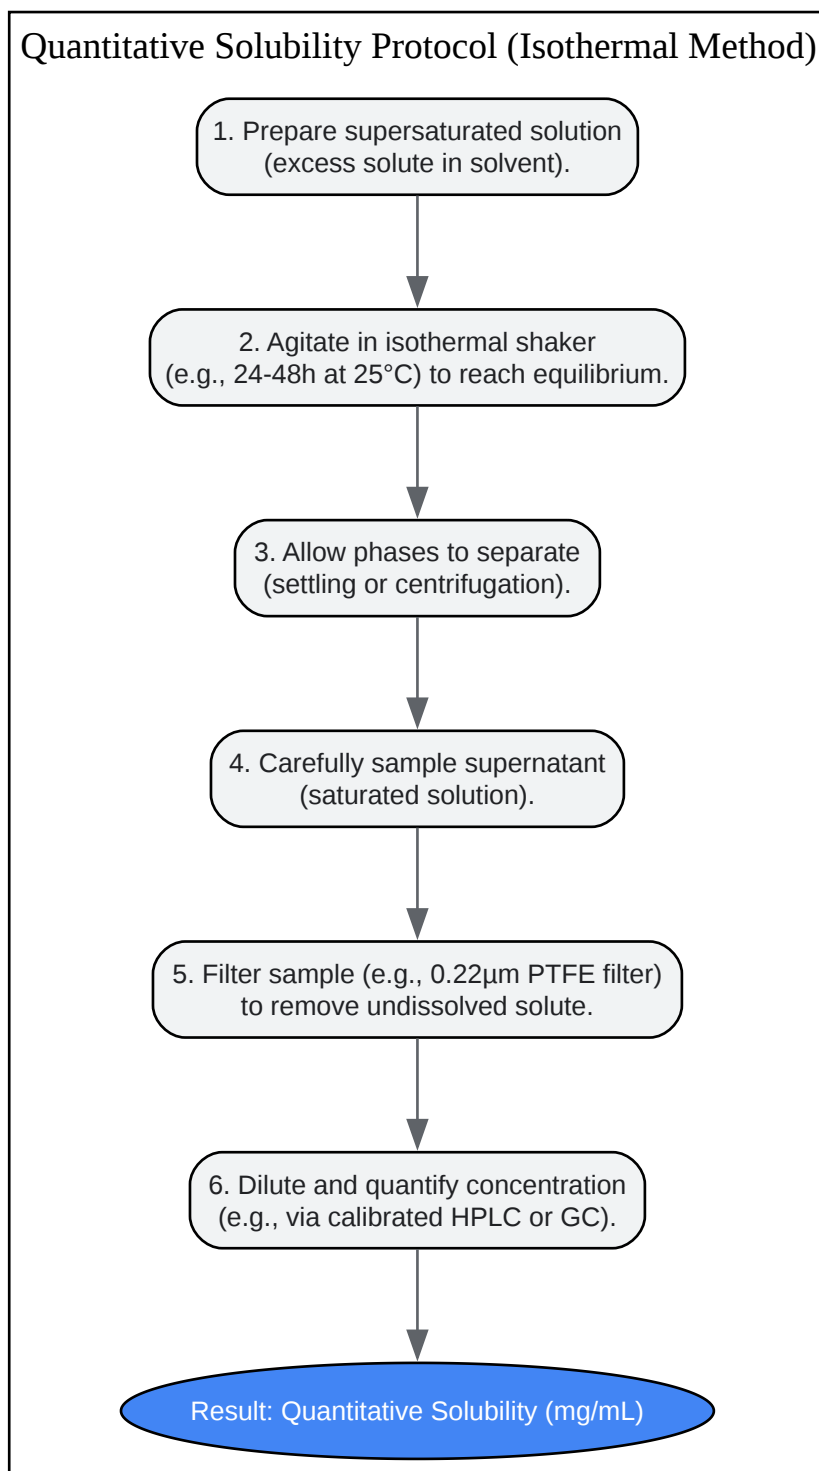 Quantitative Solubility Protocol (Isothermal Method)
1. Prepare supersaturated solution
(excess solute in solvent).
2. Agitate in isothermal shaker
(e.g., 24-48h at 25°C) to reach equilibrium.
3. Allow phases to separate
(settling or centrifugation).
4. Carefully sample supernatant
(saturated solution).
5. Filter sample (e.g., 0.22µm PTFE filter)
to remove undissolved solute.
6. Dilute and quantify concentration
(e.g., via calibrated HPLC or GC).
Result: Quantitative Solubility (mg/mL)